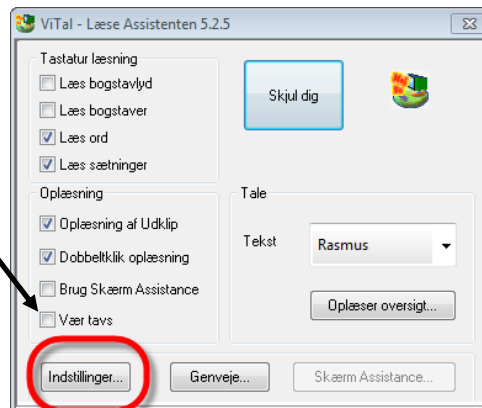 ViTal - Læse Assistenten 5.2.5
Tastatur læsning
Læs bogstavlyd
Læs bogstaver
Læs ord
Læs sætninger
Skjul dig
Oplæsning
Oplæsning af Udklip
Dobbeltklik oplæsning
Brug Skærm Assistance
Vær tavs
Tale
Tekst
Rasmus
Oplæser oversigt...
Indstillinger...
Genveje...
Skærm Assistance...